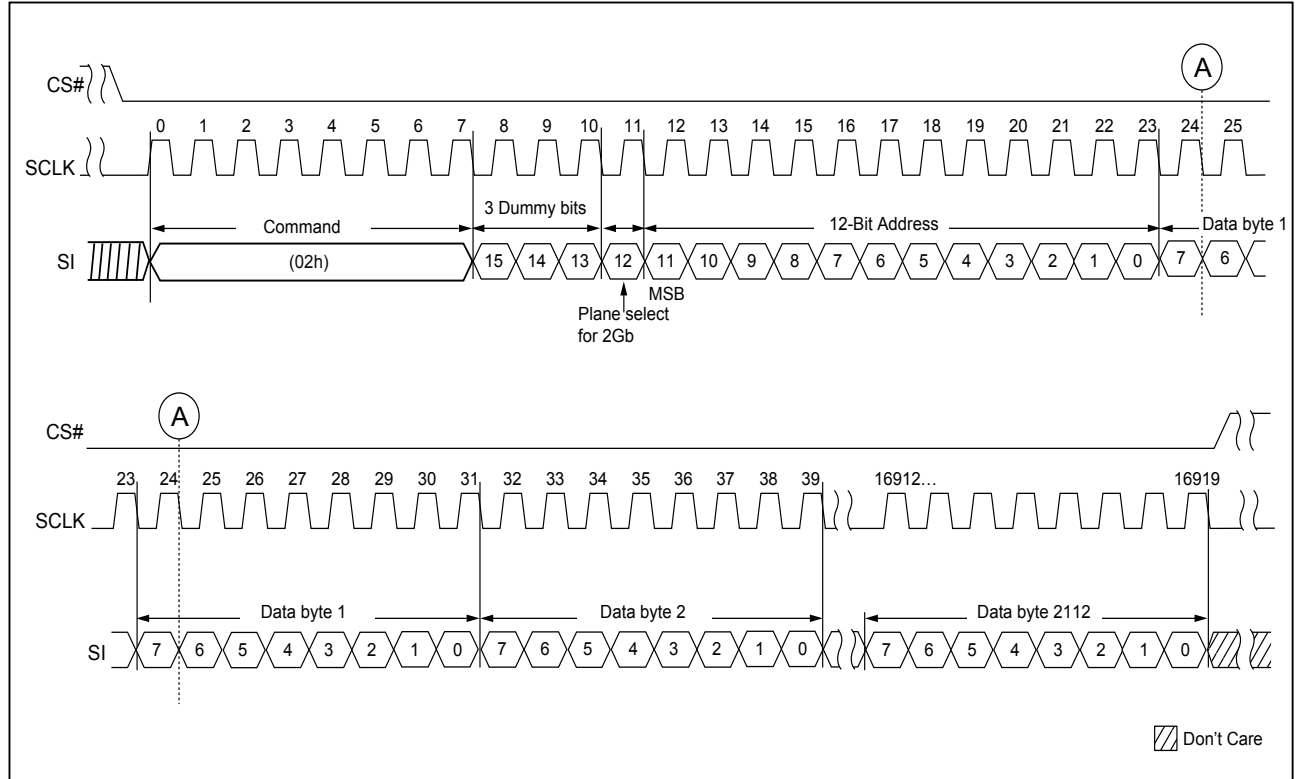 A
CS#
0 1 2 3 4 5 6 7 8 9 10 11 12 13 14 15 16 17 18 19 20 21 22 23 24 25
SCLK
3 Dummy bits
Command 12-Bit Address Data byte 1
SI (02h) 15 14 13 12 11 10 9 8 7 6 5 4 3 2 1 0 7 6
MSB
Plane select
for 2Gb
A
CS#
23 24 25 26 27 28 29 30 31 32 33 34 35 36 37 38 39 16912... 16919
SCLK
Data byte 1 Data byte 2 Data byte 2112
SI 7 6 5 4 3 2 1 0 7 6 5 4 3 2 1 0 7 6 5 4 3 2 1 0
Don't Care